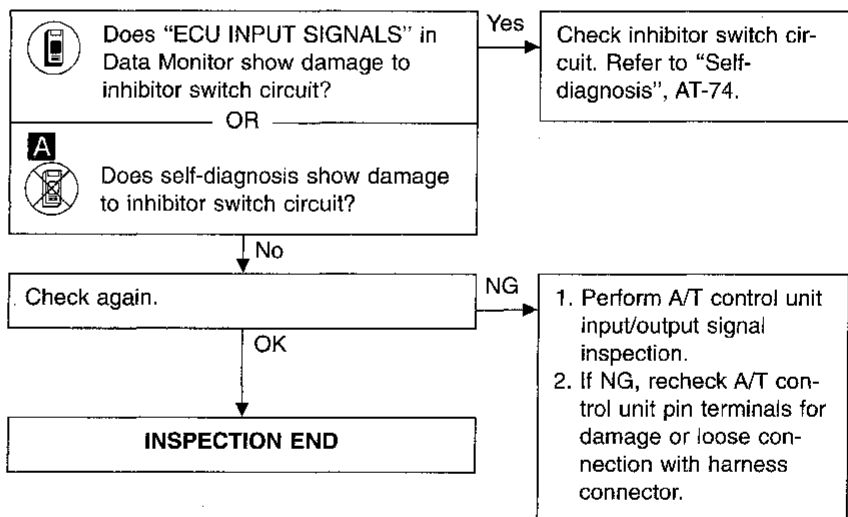 Does “ECU INPUT SIGNALS” in
Data Monitor show damage to
inhibitor switch circuit?
OR
A
Does self-diagnosis show damage
to inhibitor switch circuit?
Yes
Check inhibitor switch cir-
cuit. Refer to “Self-
diagnosis”, AT-74.
No
Check again.
NG
1. Perform A/T control unit
input/output signal
inspection.
2. If NG, recheck A/T con-
trol unit pin terminals for
damage or loose con-
nection with harness
connector.
OK
INSPECTION END